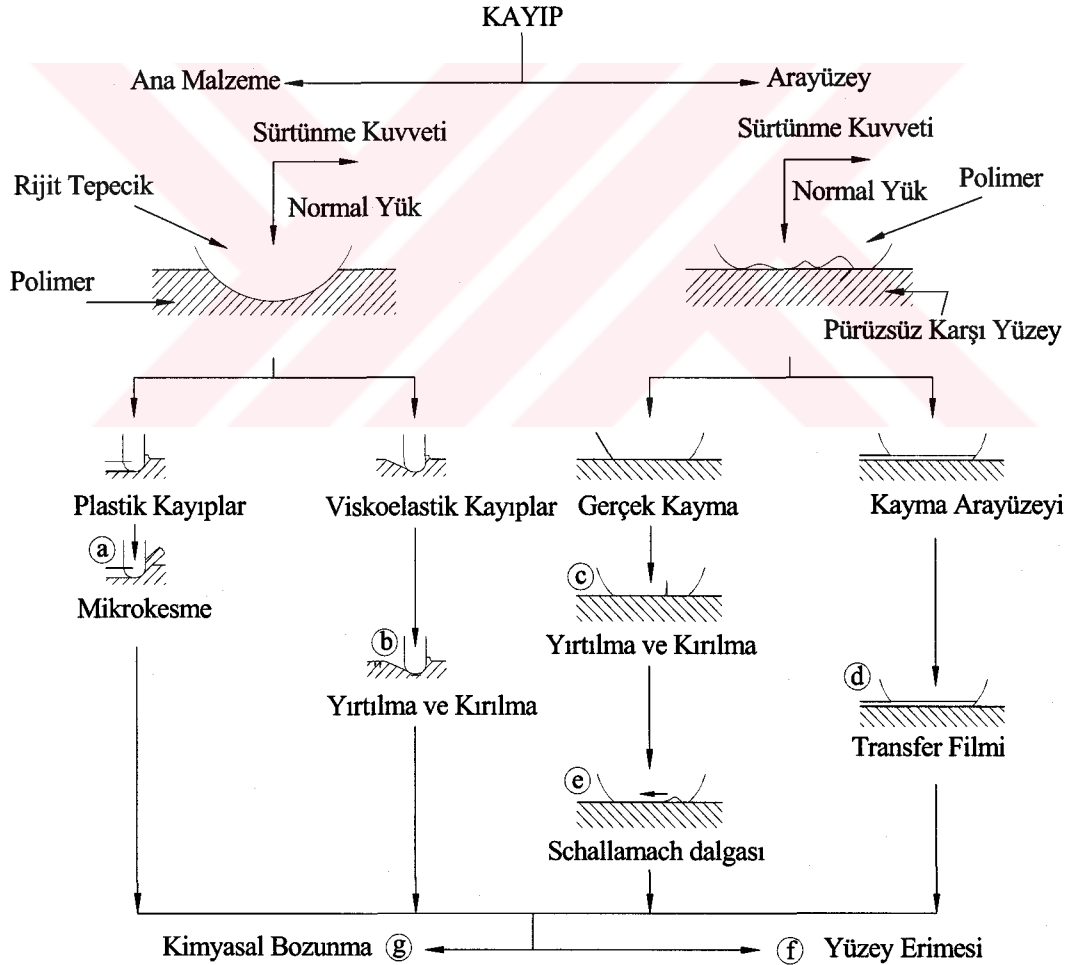 KAYIP
Ana Malzeme
Arayüzey
Sürtünme Kuvveti
Rijit Tepecik
Normal Yük
Polimer
Sürtünme Kuvveti
Normal Yük
Polimer
Pürüzsüz Karşı Yüzey
Plastik Kayıplar
Viskoelastik Kayıplar
Gerçek Kayma
Kayma Arayüzeyi
a
Mikrokesme
b
Yırtılma ve Kırılma
c
Yırtılma ve Kırılma
d
Transfer Filmi
e
Schallamach dalgası
Kimyasal Bozunma g
f Yüzey Erimesi